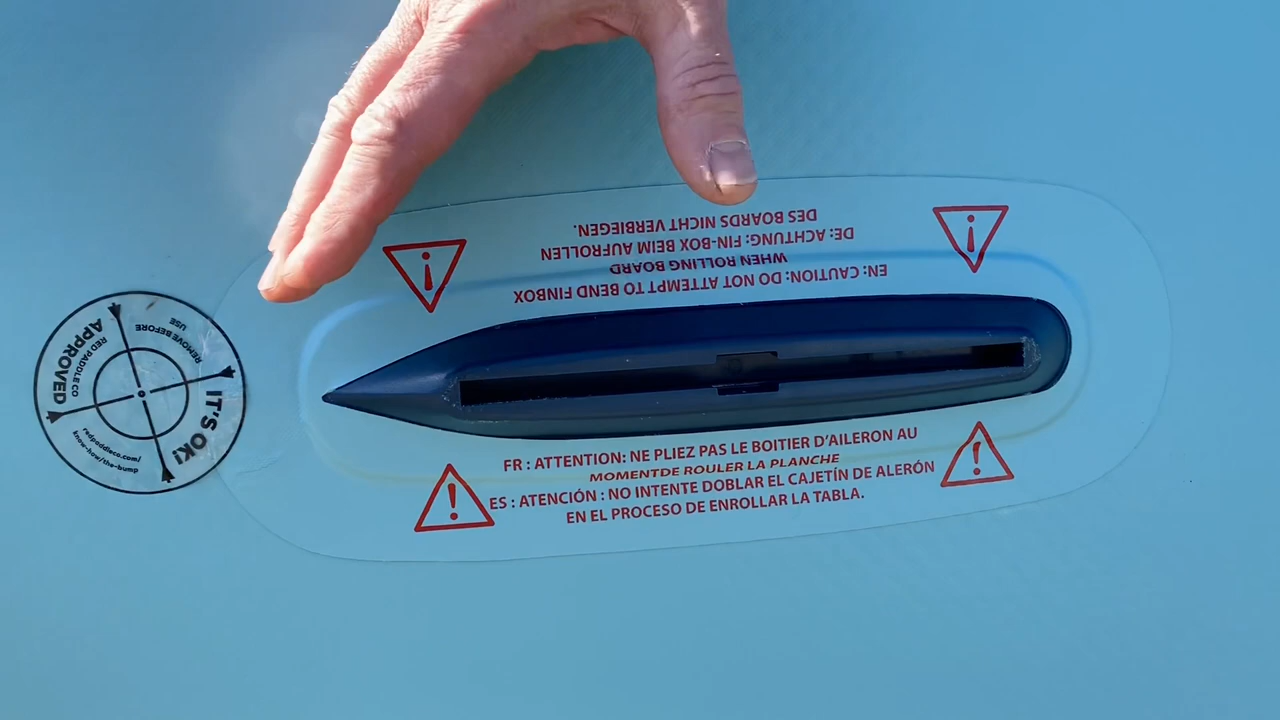 EN: CAUTION: DO NOT ATTEMPT TO BEND FINBOX
WHEN ROLLING BOARD
DE: ACHTUNG: FIN-BOX BEIM AUFROLLEN
DES BOARDS NICHT VERBIEGEN.
FR : ATTENTION: NE PLIEZ PAS LE BOITIER D'AILERON AU
MOMENTDE ROULER LA PLANCHE
ES : ATENCIÓN : NO INTENTE DOBLAR EL CAJETÍN DE ALERÓN
EN EL PROCESO DE ENROLLAR LA TABLA.
RED PADDLE CO
APPROVED
REMOVE BEFORE
USE
IT'S OK!
redpaddleco.com/
know-how/the-bump